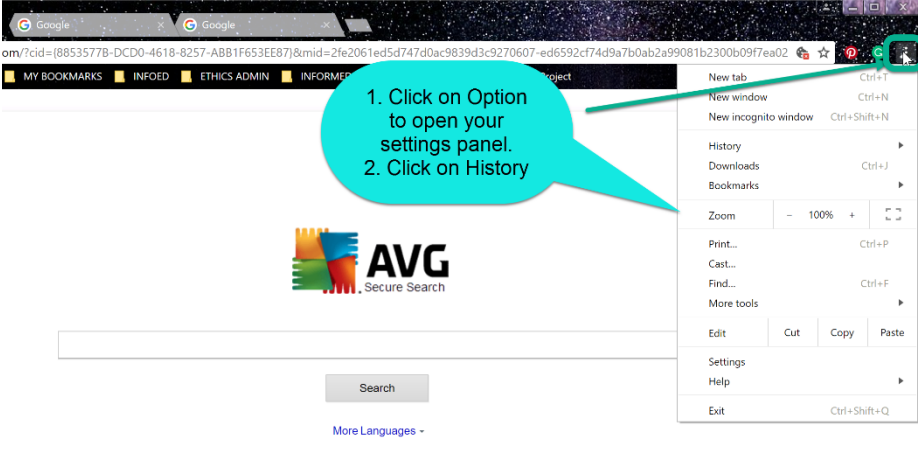 Google
Google
om/?cid={8853577B-DCD0-4618-8257-ABB1F653EE87}&mid=2fe2061ed5d747d0ac9839d3c9270607-ed6592cf74d9a7b0ab2a99081b2300b09f7ea02
MY BOOKMARKS INFOED ETHICS ADMIN
1. Click on Option
to open your
settings panel.
2. Click on History
New tab Ctrl+T
New window Ctrl+N
New incognito window Ctrl+Shift+N
History
Downloads Ctrl+J
Bookmarks
Zoom - 100% +
Print... Ctrl+P
Cast...
Find... Ctrl+F
More tools
Edit Cut Copy Paste
Settings
Help
Exit Ctrl+Shift+Q
AVG
Secure Search
Search
More Languages